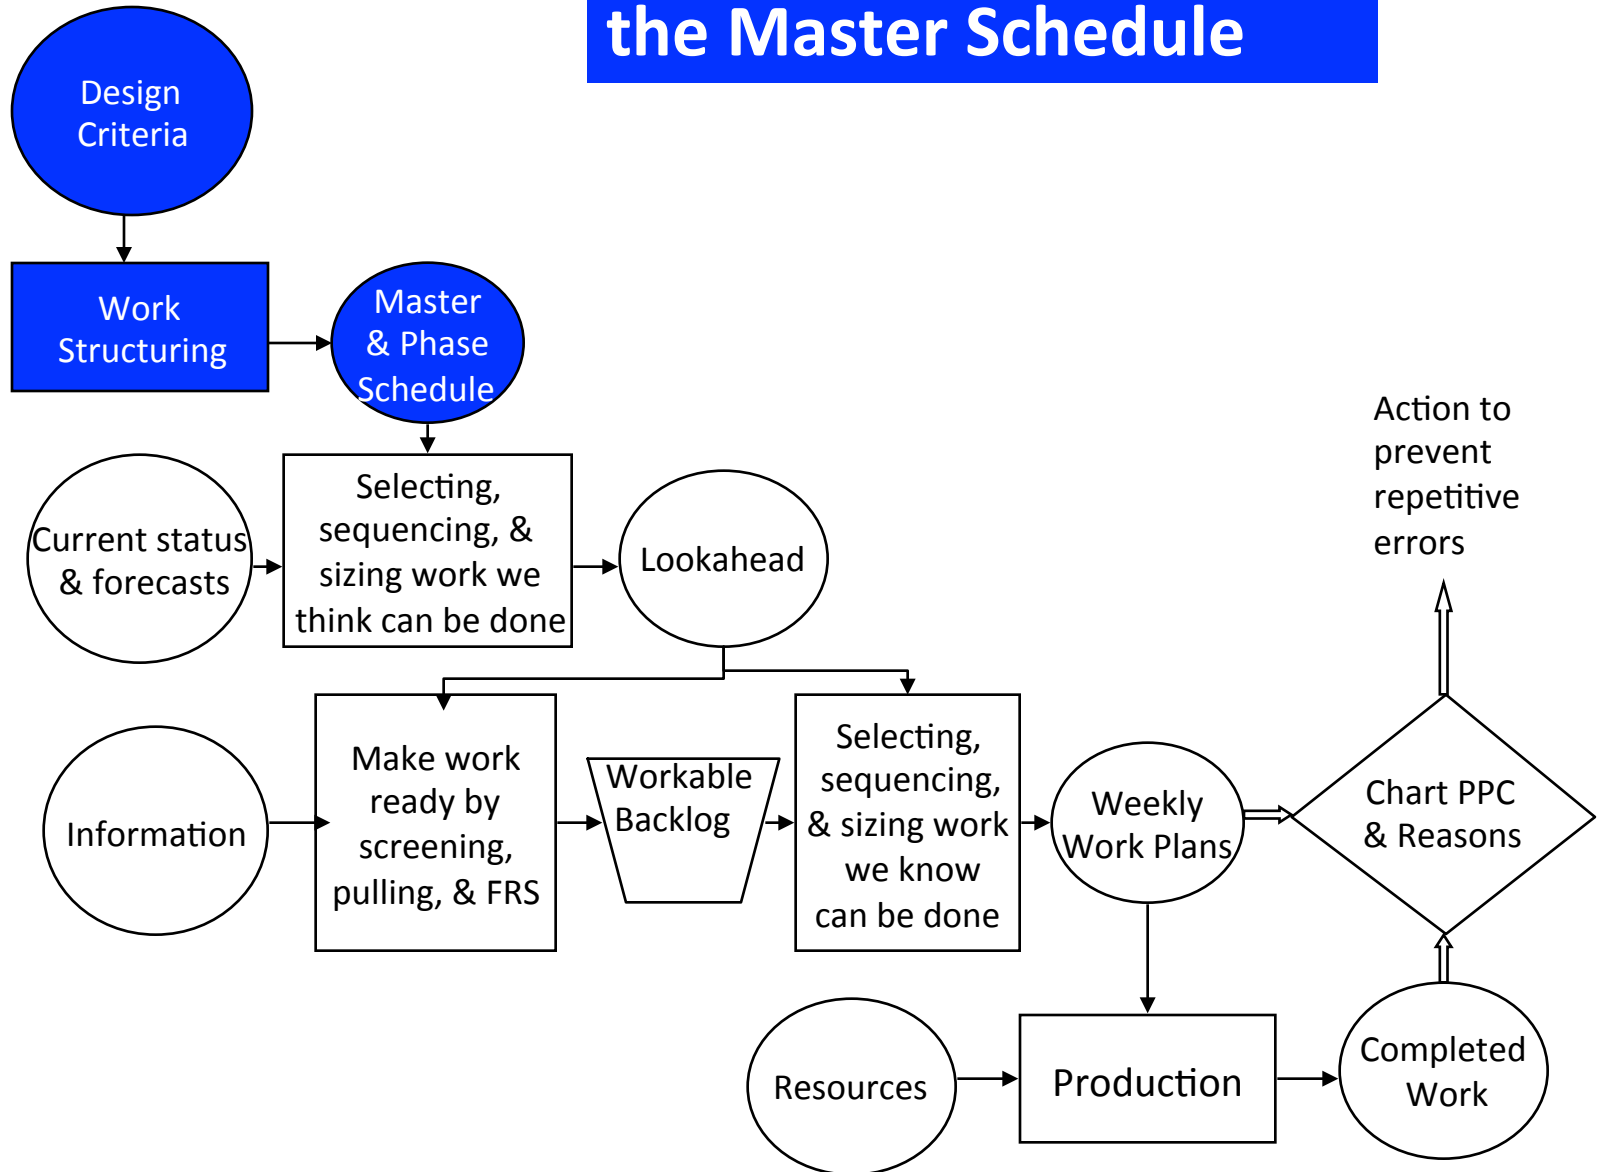 the Master Schedule
Design
Criteria
Work
Structuring
Master
& Phase
Schedule
Current status
& forecasts
Selecting,
sequencing, &
sizing work we
think can be done
Lookahead
Action to
prevent
repetitive
errors
Information
Make work
ready by
screening,
pulling, & FRS
Workable
Backlog
Selecting,
sequencing,
& sizing work
we know
can be done
Weekly
Work Plans
Chart PPC
& Reasons
Resources
Production
Completed
Work